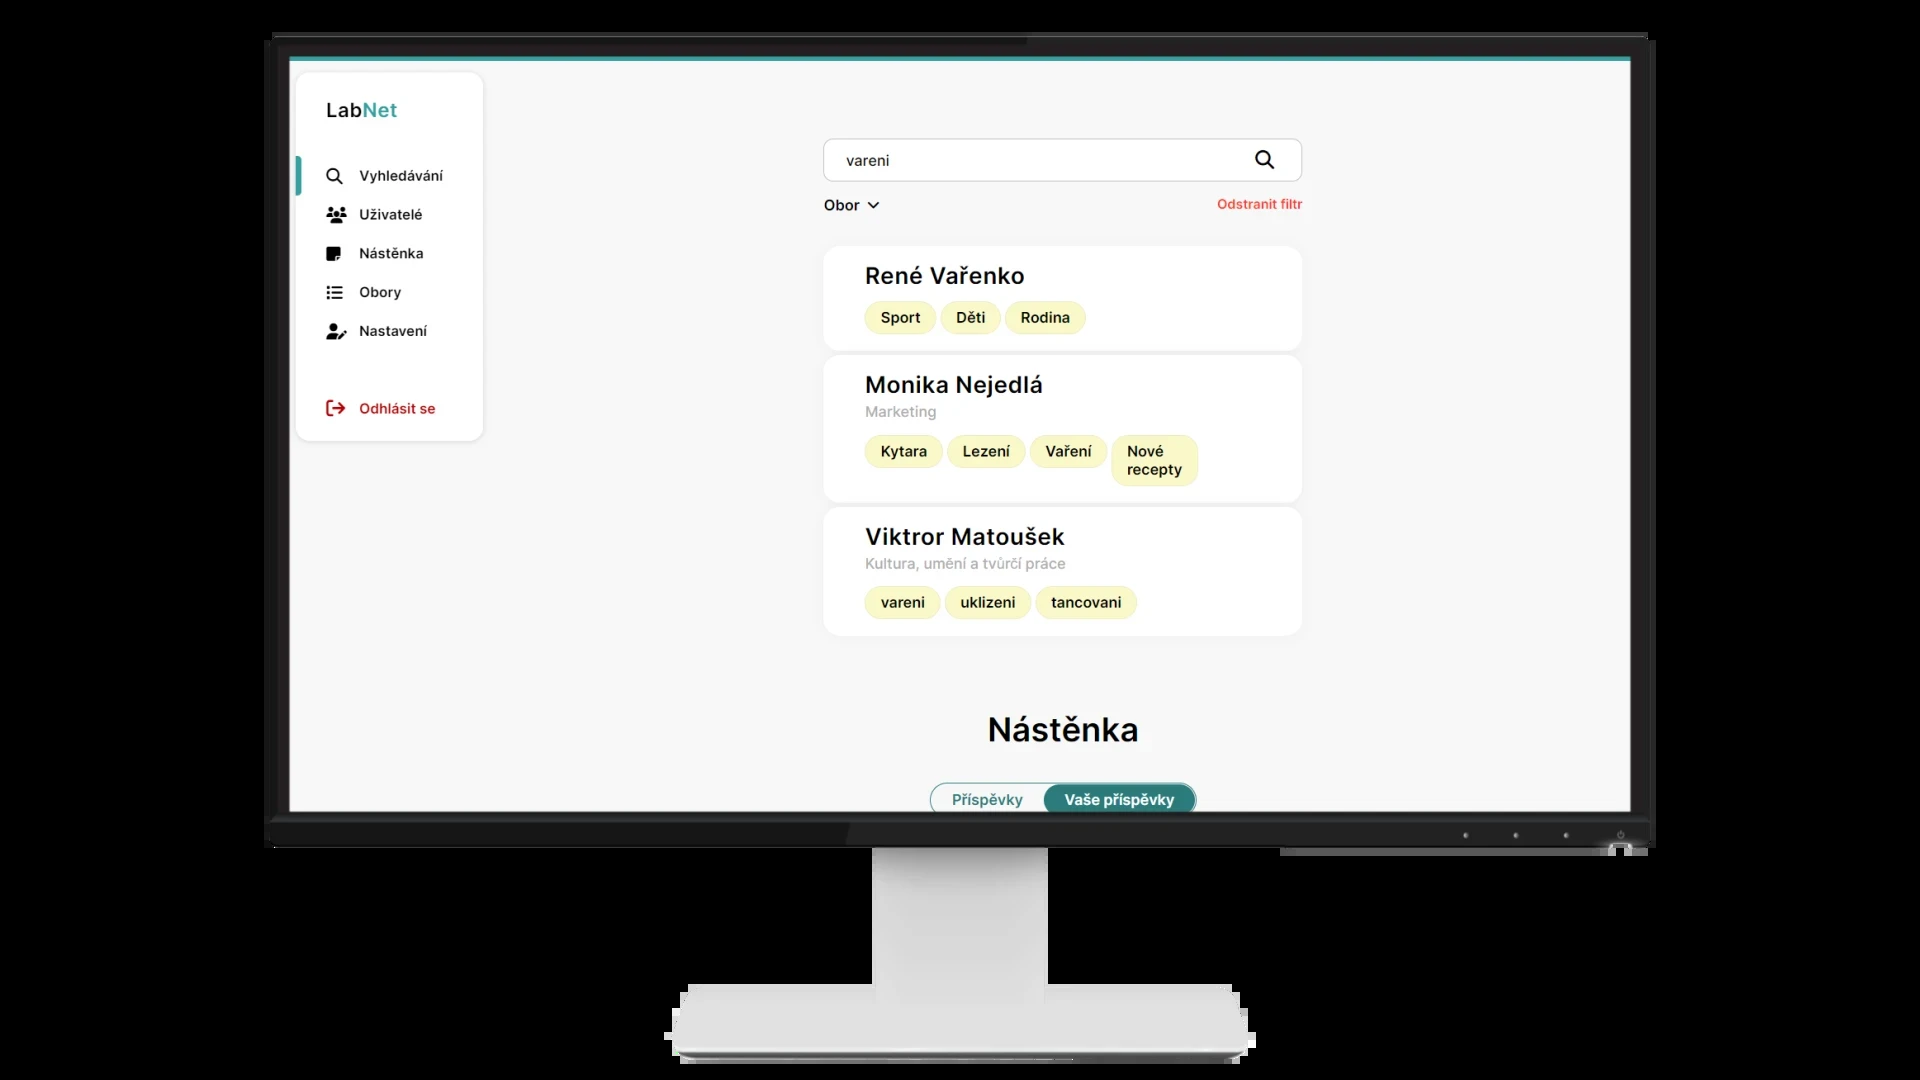 LabNet
Vyhledávání
Uživatelé
Nástěnka
Obory
Nastavení
Odhlásit se
vareni
Obor
Odstranit filtr
René Vařenko
Sport Děti Rodina
Monika Nejedlá
Marketing
Kytara Lezení Vaření Nové
recepty
Viktror Matoušek
Kultura, umění a tvůrčí práce
vareni uklizeni tancovani
Nástěnka
Příspěvky Vaše příspěvky